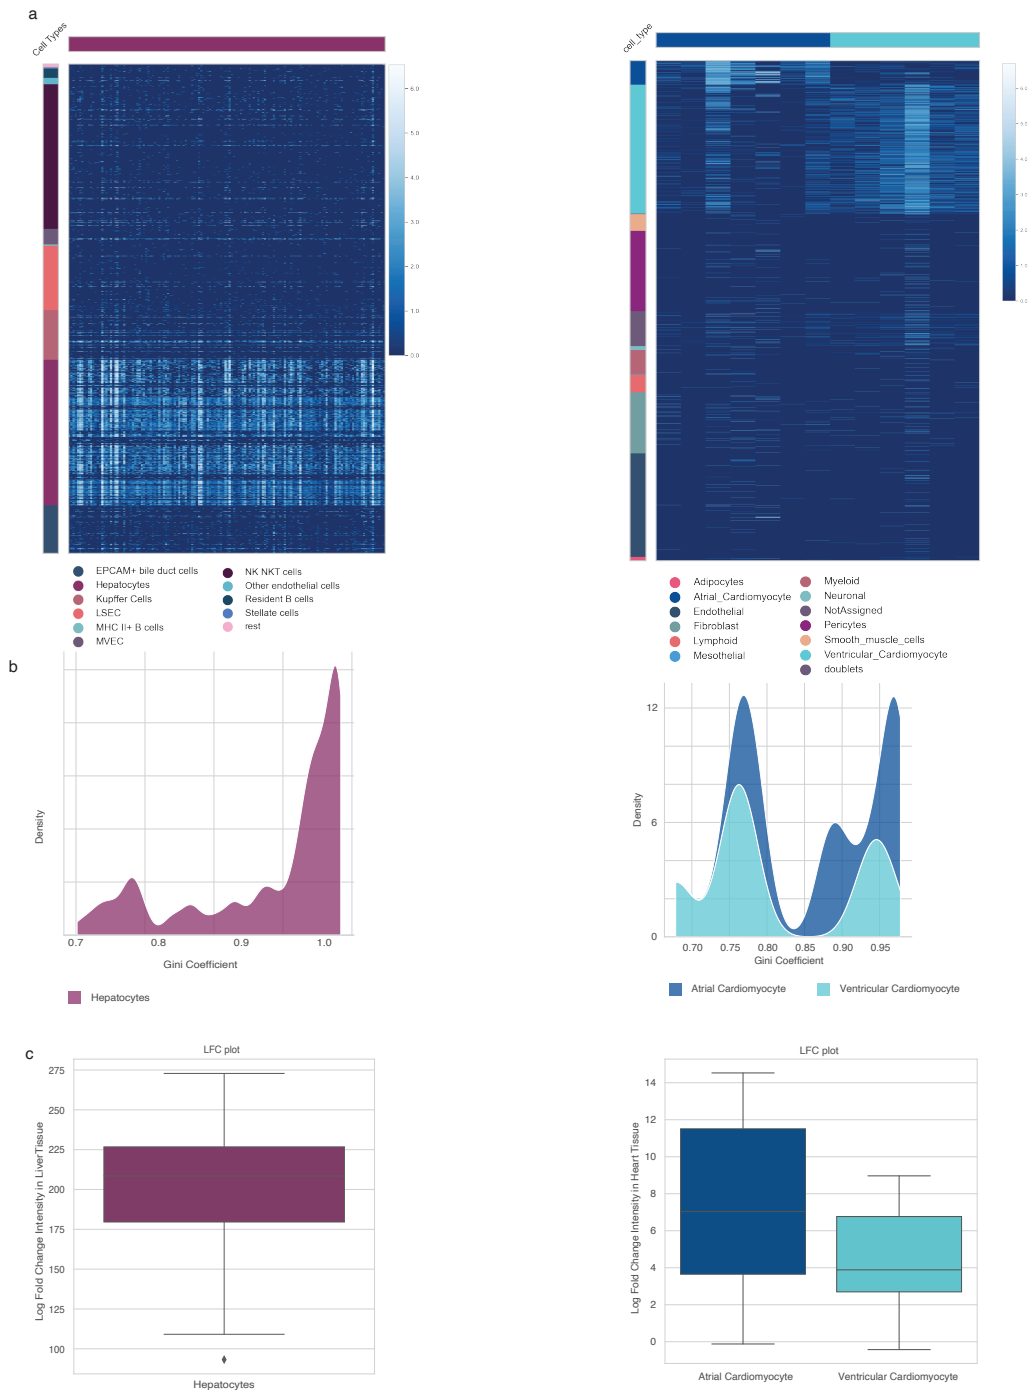 a
Cell Types
cell_type
6.0
5.0
4.0
3.0
2.0
1.0
0.0
EPCAM+ bile duct cells
Hepatocytes
Kupffer Cells
LSEC
MHC II+ B cells
MVEC
NK NKT cells
Other endothelial cells
Resident B cells
Stellate cells
rest
Adipocytes
Atrial_Cardiomyocyte
Endothelial
Fibroblast
Lymphoid
Mesothelial
Myeloid
Neuronal
NotAssigned
Pericytes
Smooth_muscle_cells
Ventricular_Cardiomyocyte
doublets
b
Density
0.7 0.8 0.9 1.0
Gini Coefficient
Hepatocytes
Density
12
6
0
0.70 0.75 0.80 0.85 0.90 0.95
Gini Coefficient
Atrial Cardiomyocyte Ventricular Cardiomyocyte
c
LFC plot
Log Fold Change Intensity in LiverTissue
275
250
225
200
175
150
125
100
Hepatocytes
LFC plot
Log Fold Change Intensity in Heart Tissue
14
12
10
8
6
4
2
0
Atrial Cardiomyocyte Ventricular Cardiomyocyte